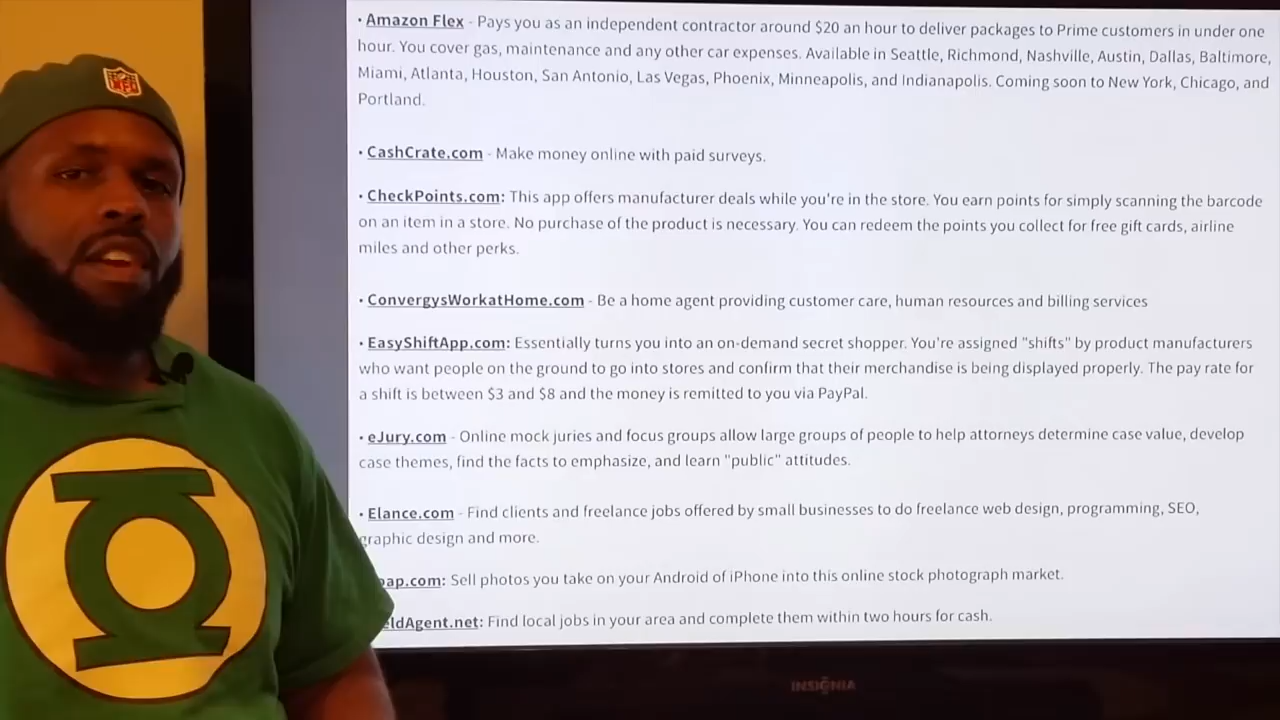 • Amazon Flex - Pays you as an independent contractor around $20 an hour to deliver packages to Prime customers in under one
hour. You cover gas, maintenance and any other car expenses. Available in Seattle, Richmond, Nashville, Austin, Dallas, Baltimore,
Miami, Atlanta, Houston, San Antonio, Las Vegas, Phoenix, Minneapolis, and Indianapolis. Coming soon to New York, Chicago, and
Portland.
• CashCrate.com - Make money online with paid surveys.
• CheckPoints.com: This app offers manufacturer deals while you're in the store. You earn points for simply scanning the barcode
on an item in a store. No purchase of the product is necessary. You can redeem the points you collect for free gift cards, airline
miles and other perks.
• ConvergysWorkatHome.com - Be a home agent providing customer care, human resources and billing services
• EasyShiftApp.com: Essentially turns you into an on-demand secret shopper. You're assigned "shifts" by product manufacturers
who want people on the ground to go into stores and confirm that their merchandise is being displayed properly. The pay rate for
a shift is between $3 and $8 and the money is remitted to you via PayPal.
• eJury.com - Online mock juries and focus groups allow large groups of people to help attorneys determine case value, develop
case themes, find the facts to emphasize, and learn "public" attitudes.
• Elance.com - Find clients and freelance jobs offered by small businesses to do freelance web design, programming, SEO,
graphic design and more.
ap.com: Sell photos you take on your Android of iPhone into this online stock photograph market.
ldAgent.net: Find local jobs in your area and complete them within two hours for cash.
INSIGNIA
NFL